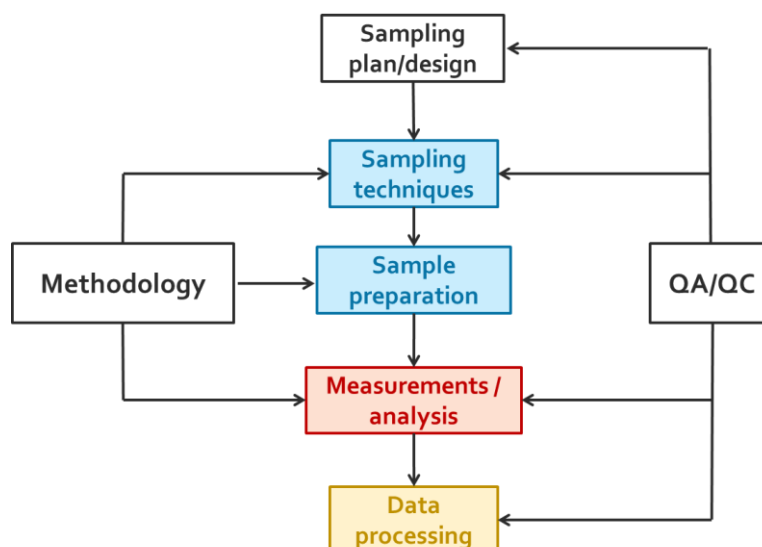 Sampling
plan/design
Sampling
techniques
Methodology
Sample
preparation
QA/QC
Measurements /
analysis
Data
processing